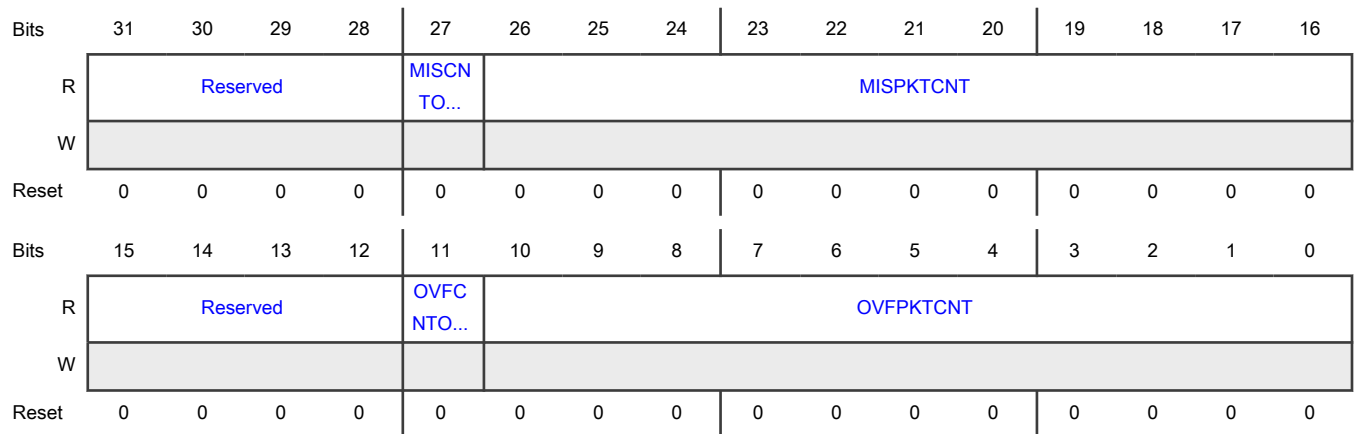 Bits 31 30 29 28 27 26 25 24 23 22 21 20 19 18 17 16
R Reserved MISCN TO... MISPKTCNT
W
Reset 0 0 0 0 0 0 0 0 0 0 0 0 0 0 0 0
Bits 15 14 13 12 11 10 9 8 7 6 5 4 3 2 1 0
R Reserved OVFC NTO... OVFPKTCNT
W
Reset 0 0 0 0 0 0 0 0 0 0 0 0 0 0 0 0